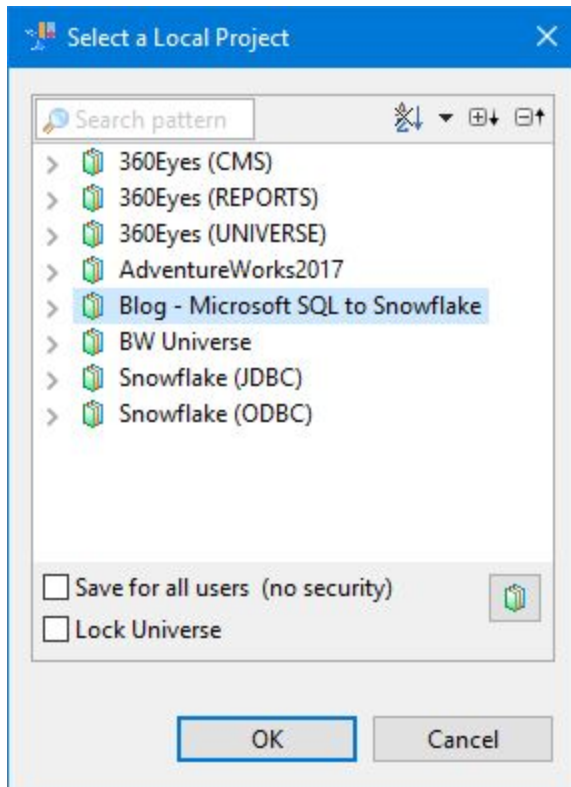 Select a Local Project
Search pattern
360Eyes (CMS)
360Eyes (REPORTS)
360Eyes (UNIVERSE)
AdventureWorks2017
Blog - Microsoft SQL to Snowflake
BW Universe
Snowflake (JDBC)
Snowflake (ODBC)
Save for all users (no security)
Lock Universe
OK Cancel